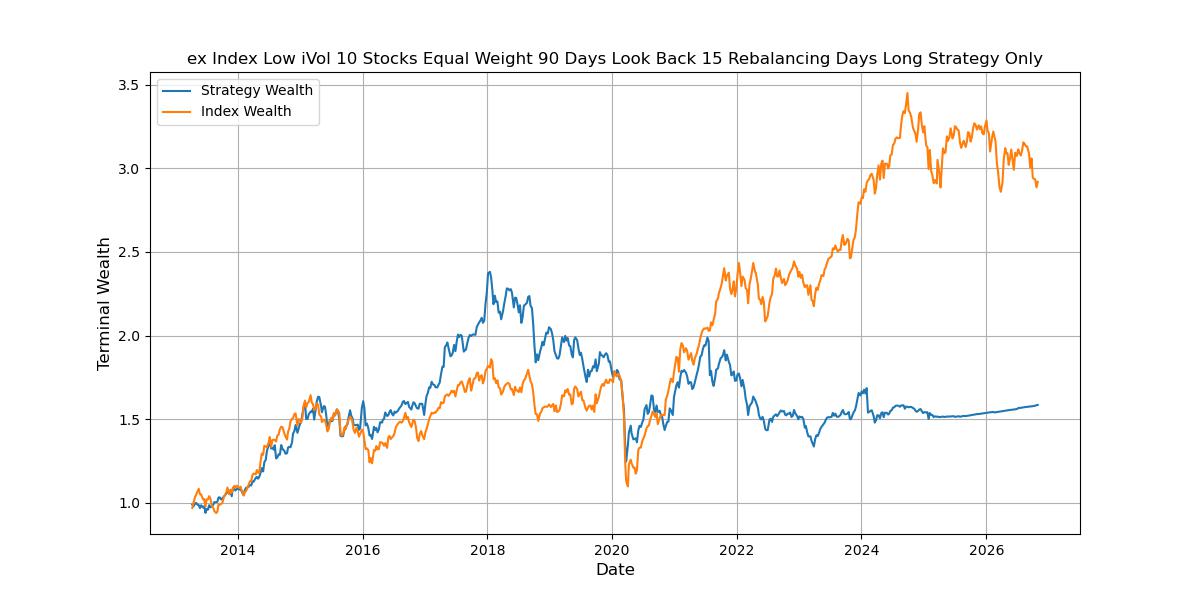 ex Index Low iVol 10 Stocks Equal Weight 90 Days Look Back 15 Rebalancing Days Long Strategy Only
Strategy Wealth
Index Wealth
Terminal Wealth
3.5
3.0
2.5
2.0
1.5
1.0
2014 2016 2018 2020 2022 2024 2026
Date